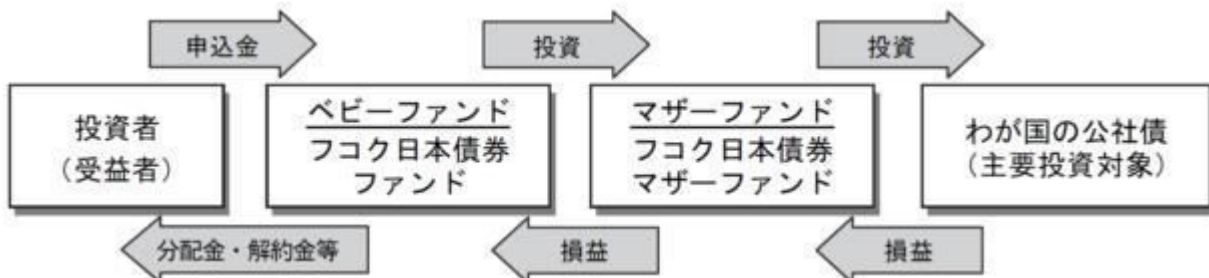 申込金
投資
投資
投資者
（受益者）
ベビーファンド
フコク日本債券
ファンド
マザーファンド
フコク日本債券
マザーファンド
わが国の公社債
（主要投資対象）
分配金・解約金等
損益
損益